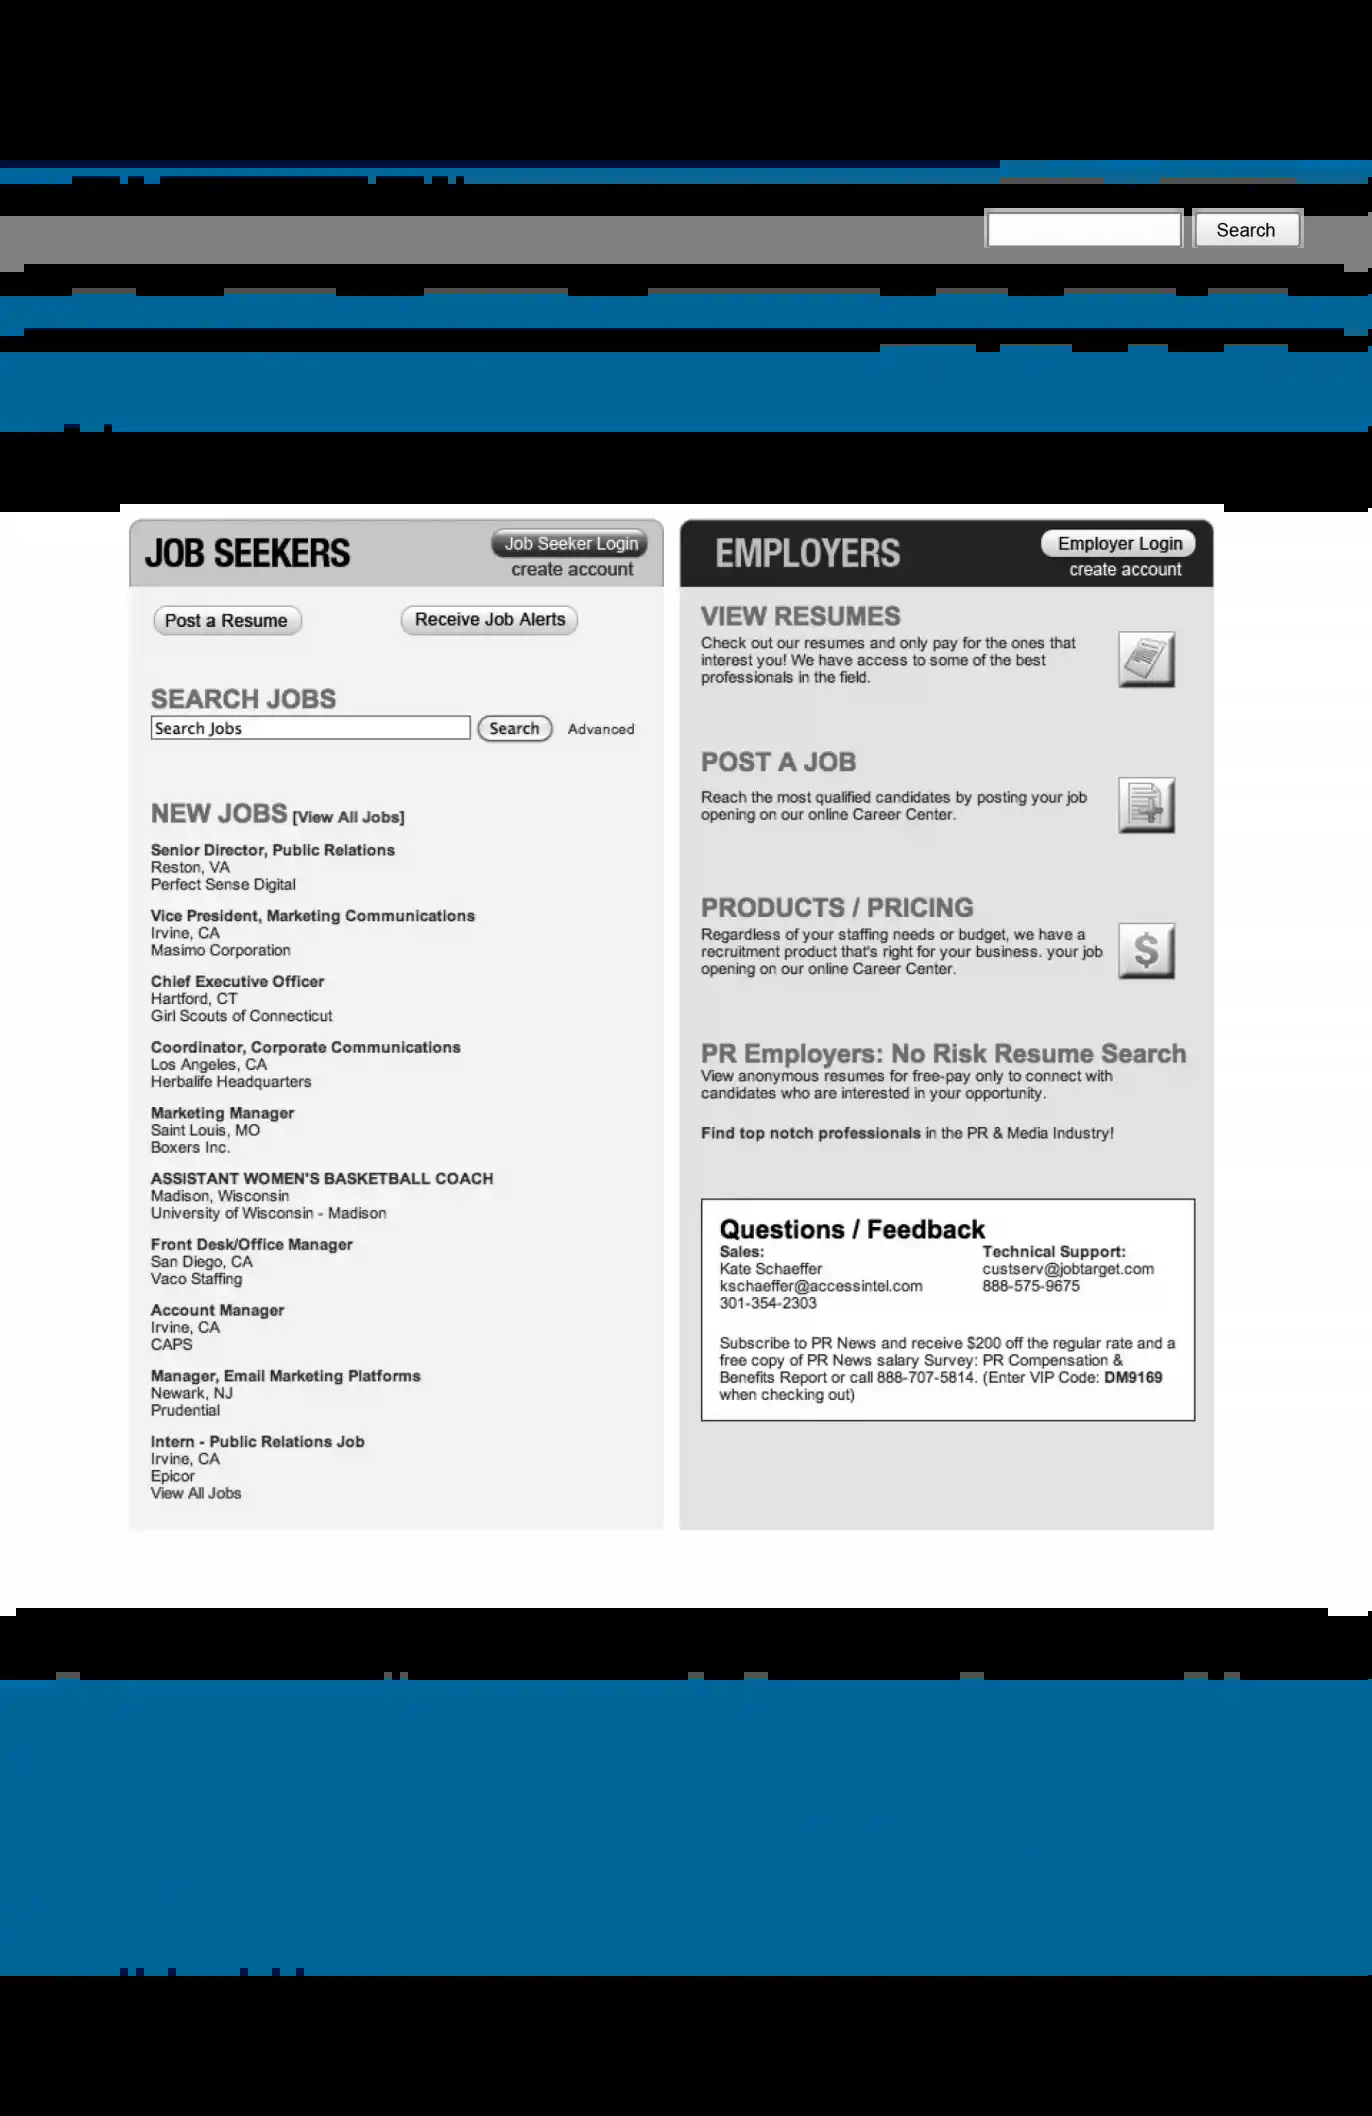 Search
JOB SEEKERS
Job Seeker Login
create account
Post a Resume
Receive Job Alerts
SEARCH JOBS
Search Jobs
Search
Advanced
NEW JOBS [View All Jobs]
Senior Director, Public Relations
Reston, VA
Perfect Sense Digital
Vice President, Marketing Communications
Irvine, CA
Masimo Corporation
Chief Executive Officer
Hartford, CT
Girl Scouts of Connecticut
Coordinator, Corporate Communications
Los Angeles, CA
Herbalife Headquarters
Marketing Manager
Saint Louis, MO
Boxers Inc.
ASSISTANT WOMEN'S BASKETBALL COACH
Madison, Wisconsin
University of Wisconsin - Madison
Front Desk/Office Manager
San Diego, CA
Vaco Staffing
Account Manager
Irvine, CA
CAPS
Manager, Email Marketing Platforms
Newark, NJ
Prudential
Intern - Public Relations Job
Irvine, CA
Epicor
View All Jobs
EMPLOYERS
Employer Login
create account
VIEW RESUMES
Check out our resumes and only pay for the ones that
interest you! We have access to some of the best
professionals in the field.
POST A JOB
Reach the most qualified candidates by posting your job
opening on our online Career Center.
PRODUCTS / PRICING
Regardless of your staffing needs or budget, we have a
recruitment product that's right for your business. your job
opening on our online Career Center.
$
PR Employers: No Risk Resume Search
View anonymous resumes for free-pay only to connect with
candidates who are interested in your opportunity.
Find top notch professionals in the PR & Media Industry!
Questions / Feedback
Sales:
Kate Schaeffer
kschaeffer@accessintel.com
301-354-2303
Technical Support:
custserv@jobtarget.com
888-575-9675
Subscribe to PR News and receive $200 off the regular rate and a
free copy of PR News salary Survey: PR Compensation &
Benefits Report or call 888-707-5814. (Enter VIP Code: DM9169
when checking out)